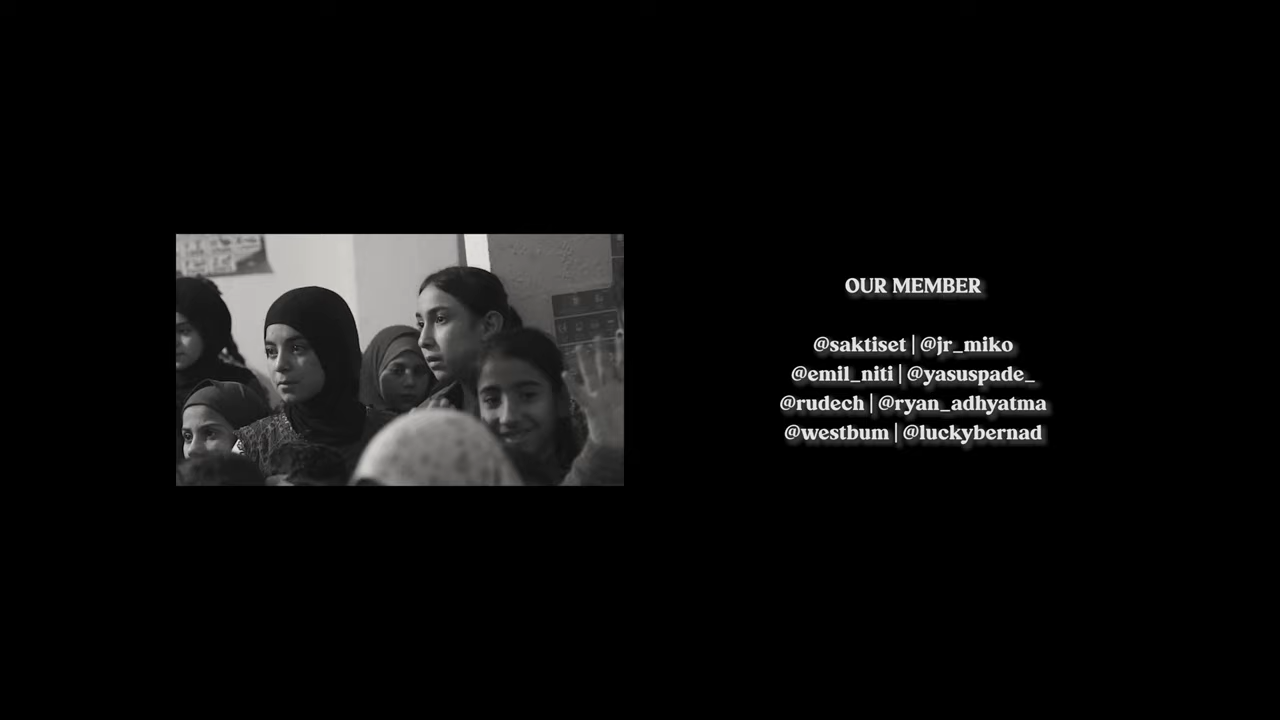 OUR MEMBER
@saktiset | @jr_miko
@emil_niti | @yasuspade_
@rudech | @ryan_adhyatma
@westbum | @luckybernad